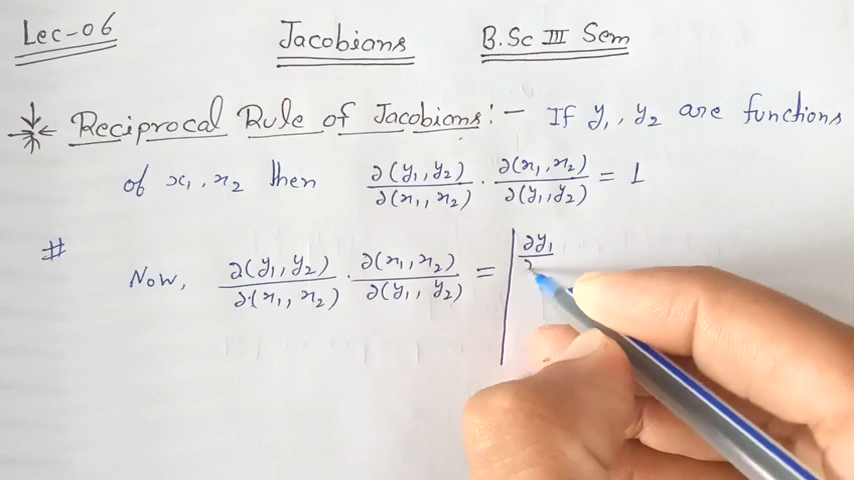 Lec-06 Jacobians B.Sc III Sem
Reciprocal Rule of Jacobians:- If y₁, y₂ are functions
of x₁, x₂ then ∂(y₁, y₂)/∂(x₁, x₂) · ∂(x₁, x₂)/∂(y₁, y₂) = 1
#
Now, ∂(y₁, y₂)/∂(x₁, x₂) · ∂(x₁, x₂)/∂(y₁, y₂) = | ∂y₁/∂